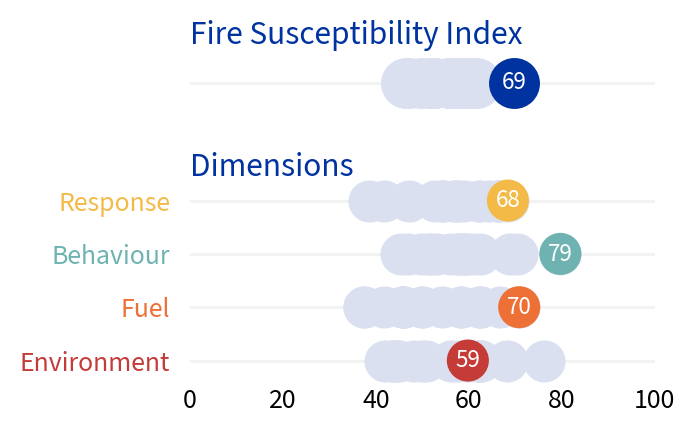 Fire Susceptibility Index
69
Dimensions
Response 68
Behaviour 79
Fuel 70
Environment 59
0 20 40 60 80 100